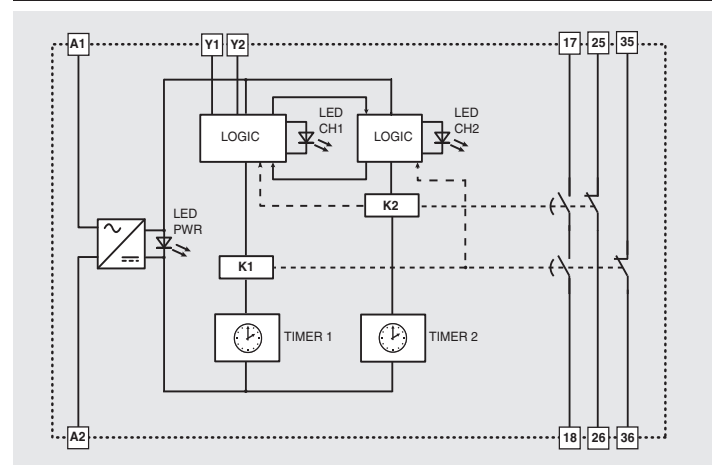 A1
Y1 Y2
17 25 35
LED
CH1
LED
CH2
LOGIC
LOGIC
K2
LED
PWR
K1
TIMER 1
TIMER 2
A2
18 26 36